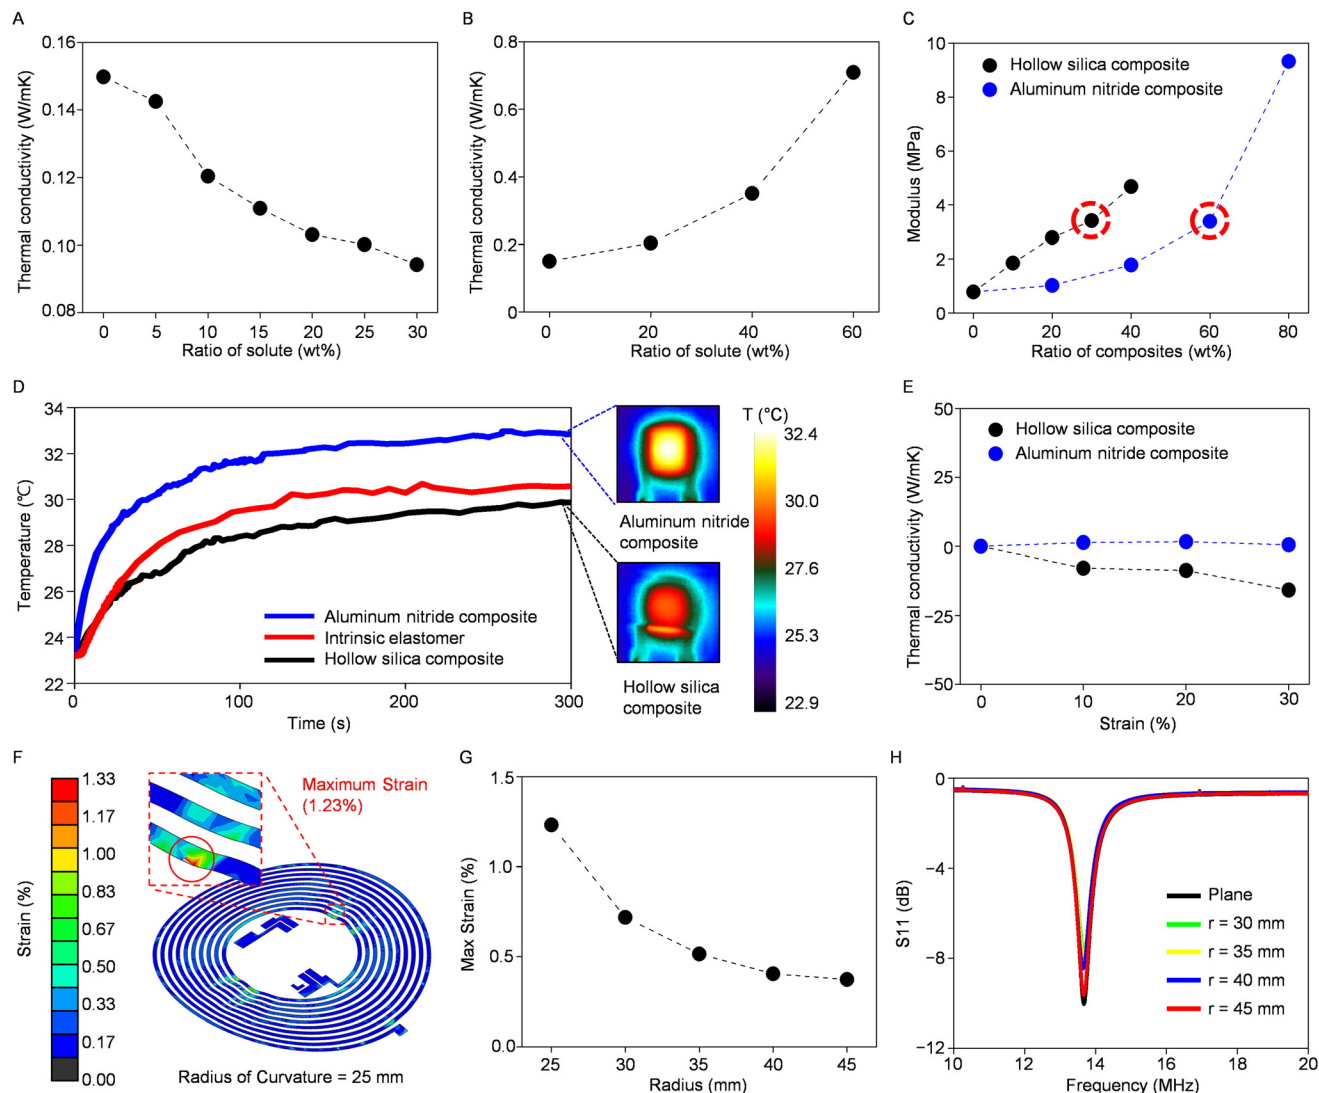 A
0.16
0.14
0.12
0.10
0.08
Thermal conductivity (W/mK)
0 5 10 15 20 25 30
Ratio of solute (wt%)
B
0.8
0.6
0.4
0.2
0
Thermal conductivity (W/mK)
0 20 40 60
Ratio of solute (wt%)
C
10
8
6
4
2
0
Modulus (MPa)
Hollow silica composite
Aluminum nitride composite
0 20 40 60 80
Ratio of composites (wt%)
D
34
32
30
28
26
24
22
Temperature (℃)
Aluminum nitride composite
Intrinsic elastomer
Hollow silica composite
0 100 200 300
Time (s)
Aluminum nitride
composite
Hollow silica
composite
T (°C)
32.4
30.0
27.6
25.3
22.9
E
50
25
0
−25
−50
Thermal conductivity (W/mK)
Hollow silica composite
Aluminum nitride composite
0 10 20 30
Strain (%)
F
Strain (%)
1.33
1.17
1.00
0.83
0.67
0.50
0.33
0.17
0.00
Maximum Strain
(1.23%)
Radius of Curvature = 25 mm
G
1.5
1.0
0.5
0.0
Max Strain (%)
25 30 35 40 45
Radius (mm)
H
0
−4
−8
−12
S11 (dB)
Plane
r = 30 mm
r = 35 mm
r = 40 mm
r = 45 mm
10 12 14 16 18 20
Frequency (MHz)